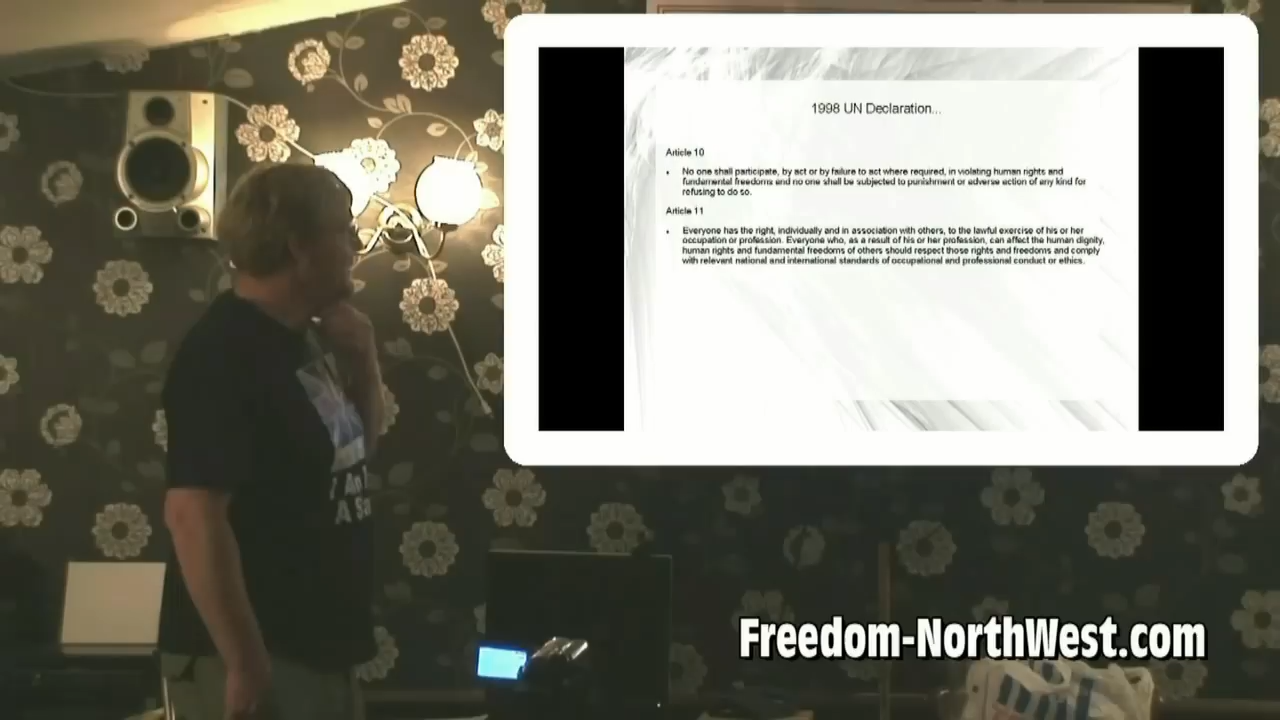 1998 UN Declaration...
Article 10
• No one shall participate, by act or by failure to act where required, in violating human rights and
fundamental freedoms and no one shall be subjected to punishment or adverse action of any kind for
refusing to do so.
Article 11
• Everyone has the right, individually and in association with others, to the lawful exercise of his or her
occupation or profession. Everyone who, as a result of his or her profession, can affect the human dignity,
human rights and fundamental freedoms of others should respect those rights and freedoms and comply
with relevant national and international standards of occupational and professional conduct or ethics.
Freedom-NorthWest.com